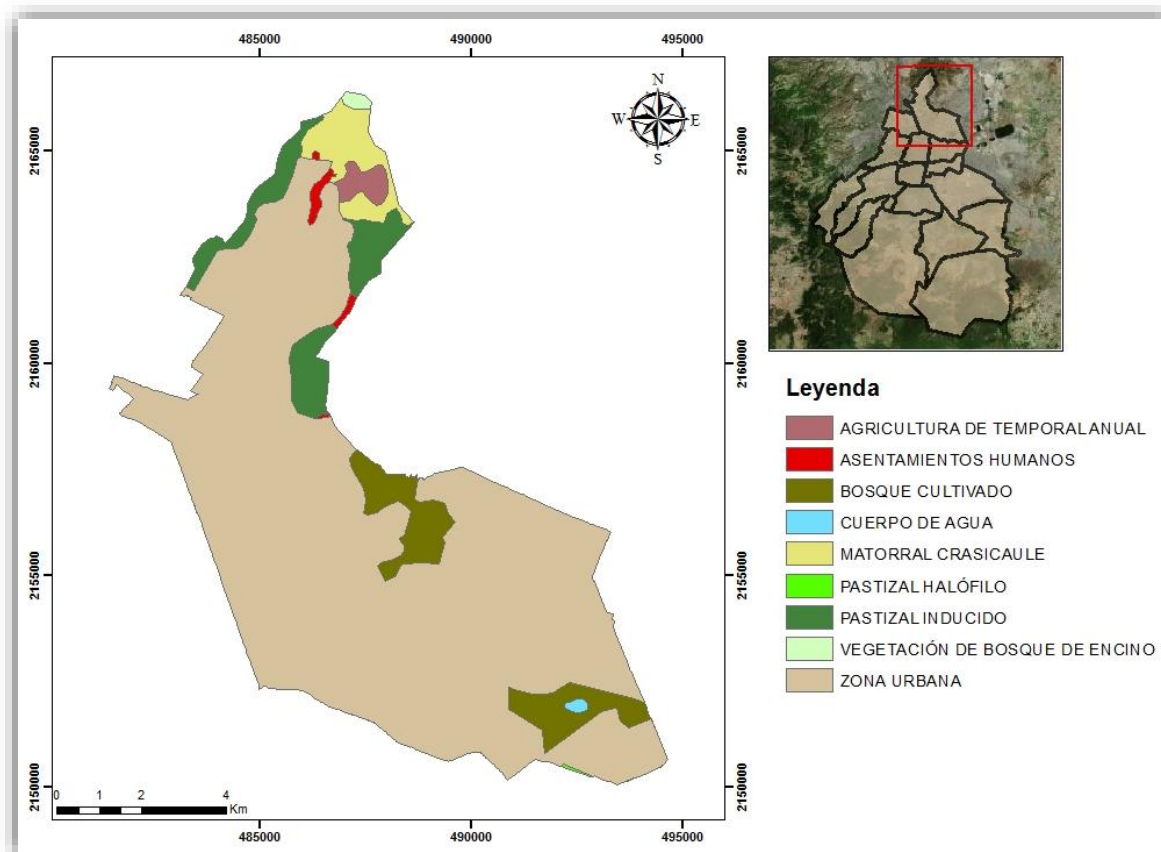 485000 490000 495000
2165000
2160000
2155000
2150000
N
W E
S
0 1 2 4
Km
485000 490000 495000
2165000
2160000
2155000
2150000
Leyenda
AGRICULTURA DE TEMPORAL ANUAL
ASENTAMIENTOS HUMANOS
BOSQUE CULTIVADO
CUERPO DE AGUA
MATORRAL CRASICAULE
PASTIZAL HALÓFILO
PASTIZAL INDUCIDO
VEGETACIÓN DE BOSQUE DE ENCINO
ZONA URBANA